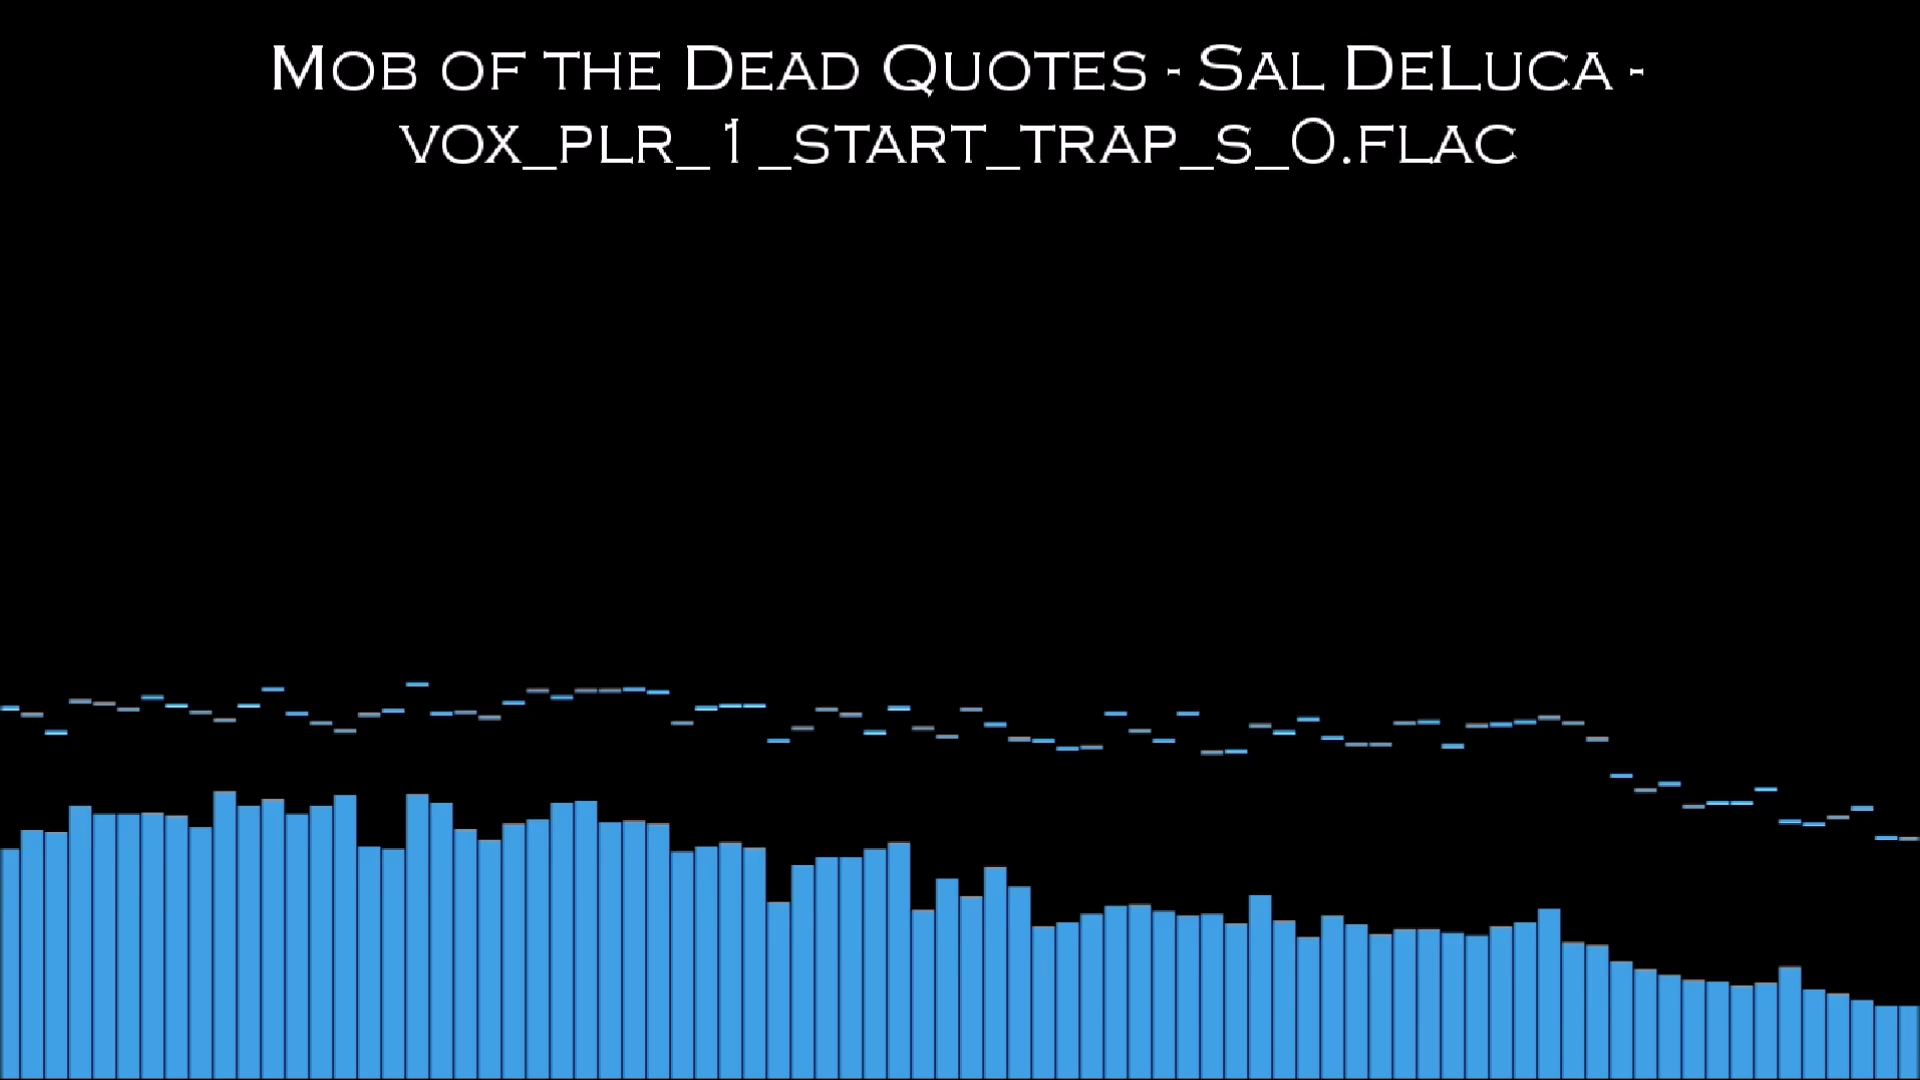 Mob of the Dead Quotes - Sal DeLuca -
vox_plr_1_start_trap_s_0.flac